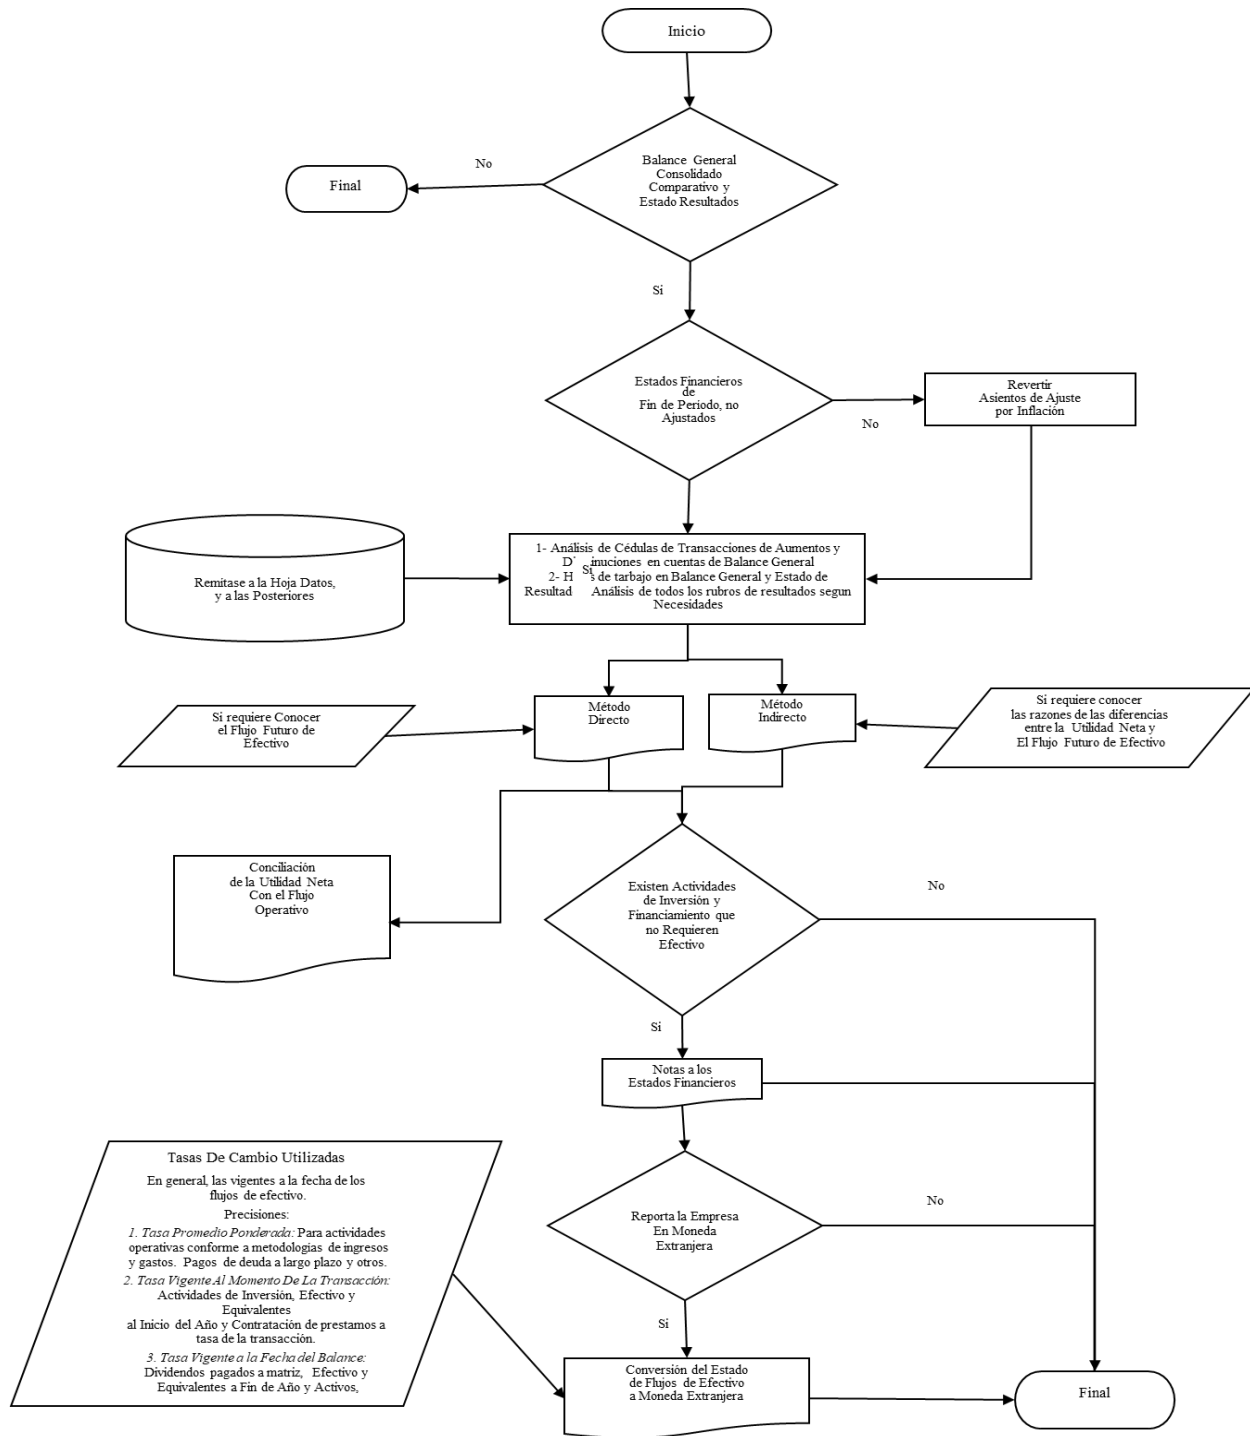 Inicio
Balance General
Consolidado
Comparativo y
Estado Resultados
No
Final
Si
Estados Financieros
de
Fin de Periodo, no
Ajustados
No
Revertir
Asientos de Ajuste
por Inflación
Remitase a la Hoja Datos,
y a las Posteriores
1- Análisis de Cédulas de Transacciones de Aumentos y
inuciones en cuentas de Balance General
Si
2- de tarbajo en Balance General y Estado de
Análisis de todos los rubros de resultados segun
Necesidades
Si requiere Conocer
el Flujo Futuro de
Efectivo
Método
Directo
Método
Indirecto
Si requiere conocer
las razones de las diferencias
entre la Utilidad Neta y
El Flujo Futuro de Efectivo
Conciliación
de la Utilidad Neta
Con el Flujo
Operativo
Existen Actividades
de Inversión y
Financiamiento que
no Requieren
Efectivo
No
Si
Notas a los
Estados Financieros
Tasas De Cambio Utilizadas
En general, las vigentes a la fecha de los
flujos de efectivo.
Precisiones:
1. Tasa Promedio Ponderada: Para actividades
operativas conforme a metodologias de ingresos
y gastos. Pagos de deuda a largo plazo y otros.
2. Tasa Vigente Al Momento De La Transacción:
Actividades de Inversión, Efectivo y
Equivalentes
al Inicio del Año y Contratación de prestamos a
tasa de la transacción.
3. Tasa Vigente a la Fecha del Balance:
Dividendos pagados a matriz, Efectivo y
Equivalentes a Fin de Año y Activos,
Reporta la Empresa
En Moneda
Extranjera
No
Si
Conversión del Estado
de Flujos de Efectivo
a Moneda Extranjera
Final